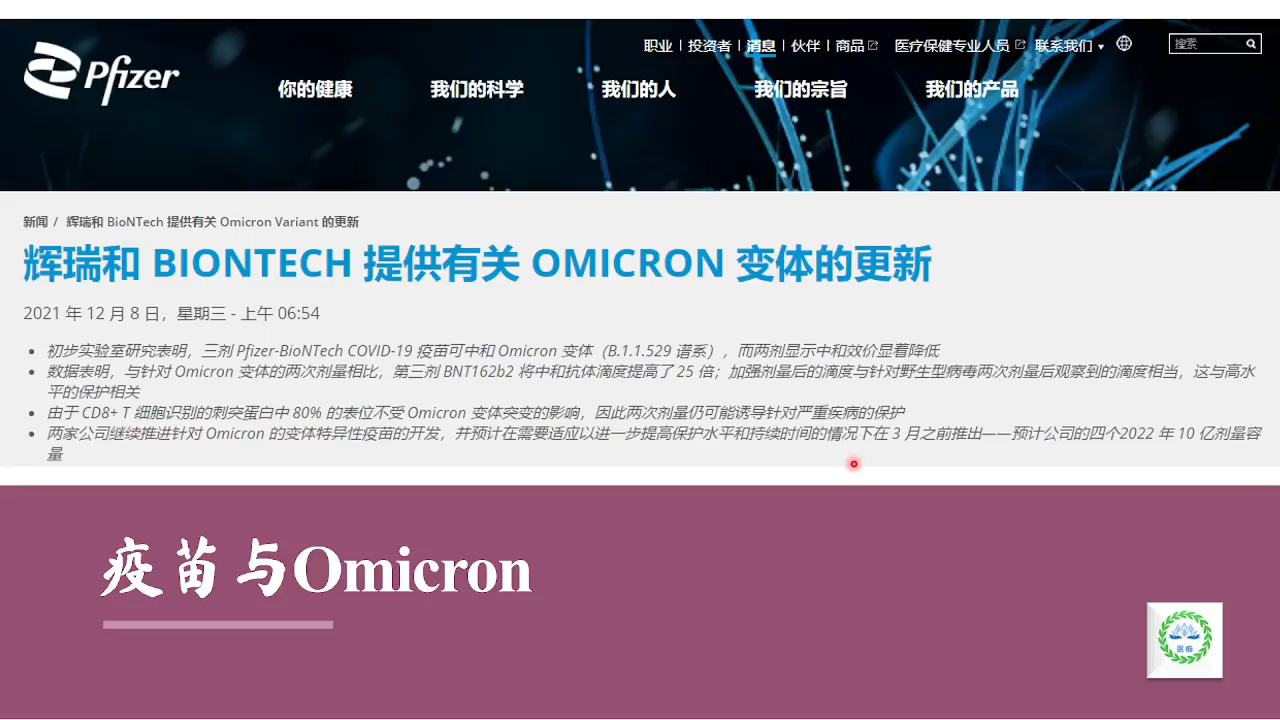 Pfizer
职业 | 投资者 | 消息 | 伙伴 | 商品 医疗保健专业人员 联系我们
搜索
你的健康 我们的科学 我们的人 我们的宗旨 我们的产品
新闻 / 辉瑞和 BioNTech 提供有关 Omicron Variant 的更新
辉瑞和 BIONTECH 提供有关 OMICRON 变体的更新
2021 年 12 月 8 日，星期三 - 上午 06:54
• 初步实验室研究表明，三剂 Pfizer-BioNTech COVID-19 疫苗可中和 Omicron 变体（B.1.1.529 谱系），而两剂显示中和效价显着降低
• 数据表明，与针对 Omicron 变体的两次剂量相比，第三剂 BNT162b2 将中和抗体滴度提高了 25 倍；加强剂量后的滴度与针对野生型病毒两次剂量后观察到的滴度相当，这与高水
平的保护相关
• 由于 CD8+ T 细胞识别的刺突蛋白中 80% 的表位不受 Omicron 变体突变的影响，因此两次剂量仍可能诱导针对严重疾病的保护
• 两家公司继续推进针对 Omicron 的变体特异性疫苗的开发，并预计在需要适应以进一步提高保护水平和持续时间的情况下在 3 月之前推出——预计公司的四个2022 年 10 亿剂量容
量
疫苗与Omicron